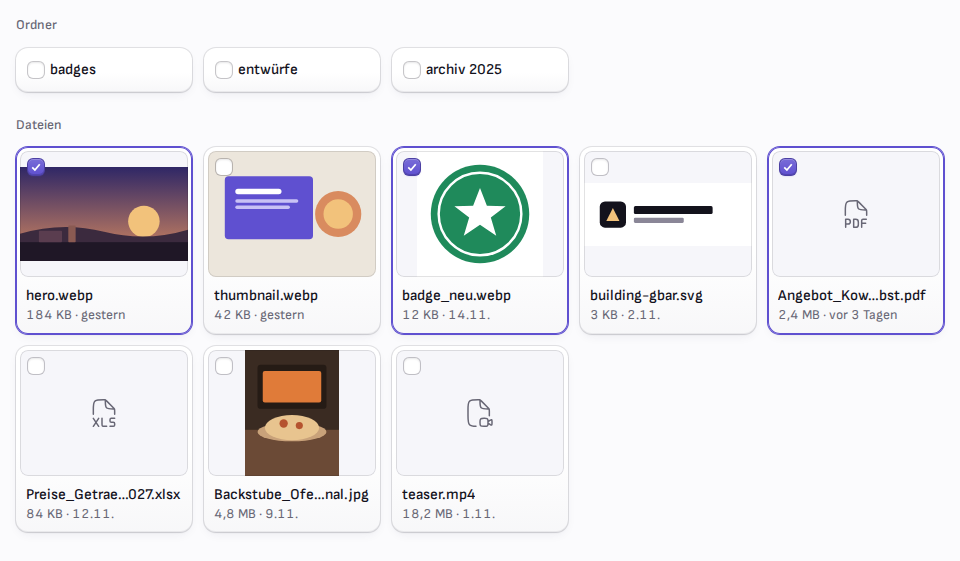 Ordner
badges
entwürfe
archiv 2025
Dateien
hero.webp
184 KB · gestern
thumbnail.webp
42 KB · gestern
badge_neu.webp
12 KB · 14.11.
building-gbar.svg
3 KB · 2.11.
PDF
Angebot_Kow...bst.pdf
2,4 MB · vor 3 Tagen
XLS
Preise_Getrae...027.xlsx
84 KB · 12.11.
Backstube_Ofe...nal.jpg
4,8 MB · 9.11.
teaser.mp4
18,2 MB · 1.11.